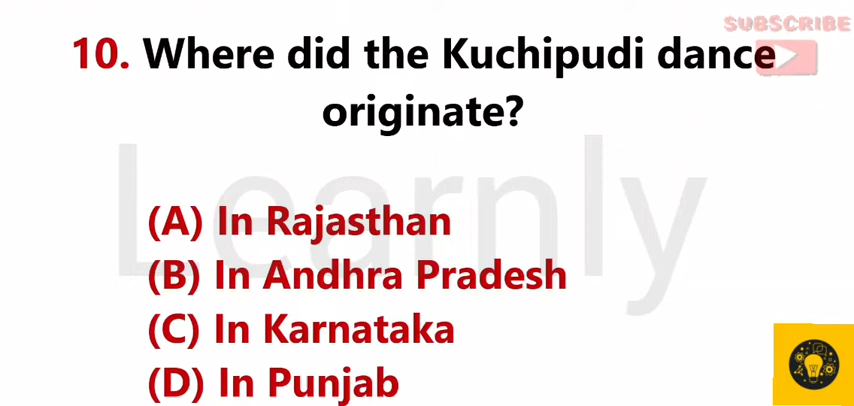 SUBSCRIBE
10. Where did the Kuchipudi dance
originate?
Learnly
(A) In Rajasthan
(B) In Andhra Pradesh
(C) In Karnataka
(D) In Punjab